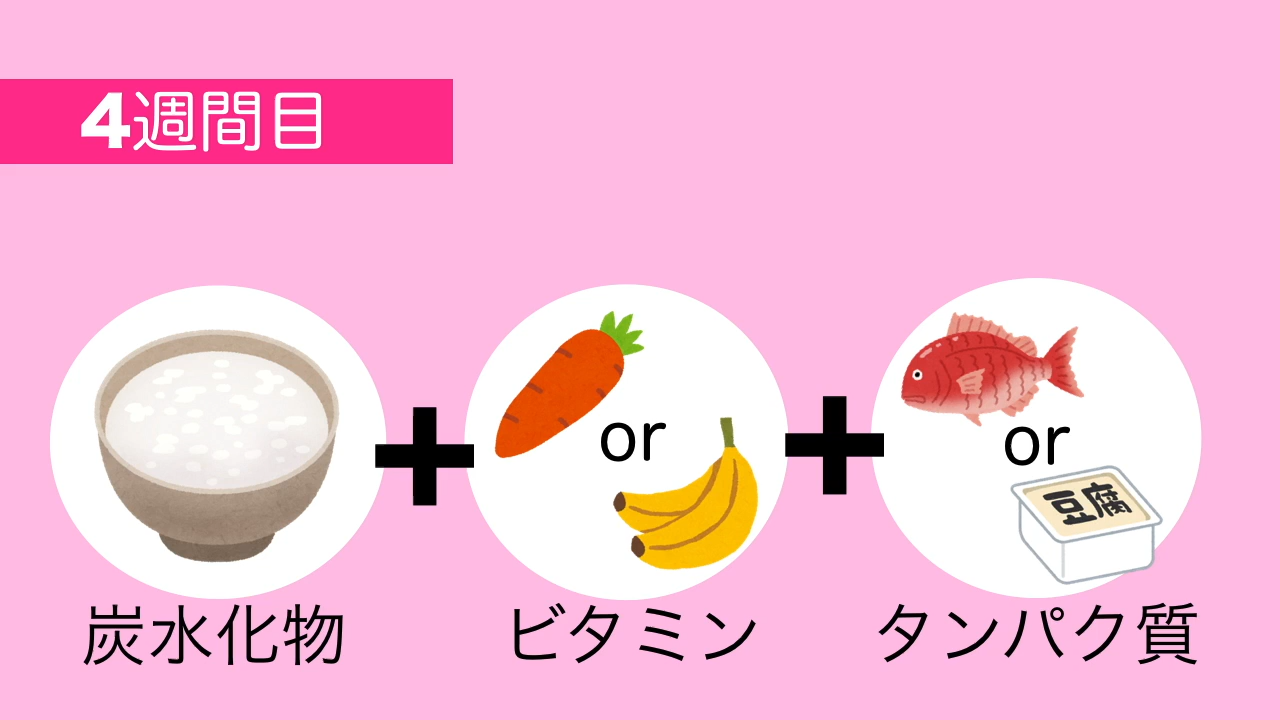 4週間目
or
or
豆腐
炭水化物
ビタミン
タンパク質